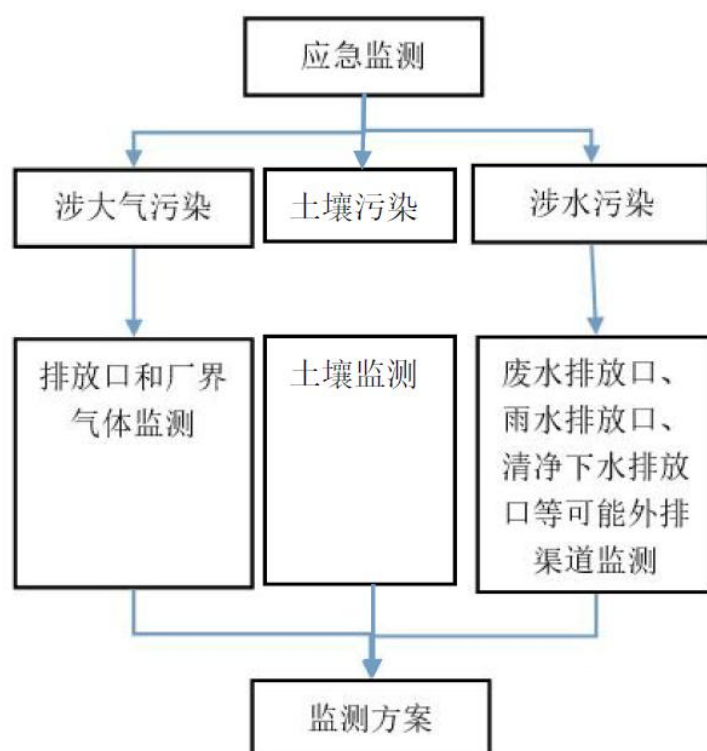 应急监测
涉大气污染
土壤污染
涉水污染
排放口和厂界
气体监测
土壤监测
废水排放口、
雨水排放口、
清净下水排放
口等可能外排
渠道监测
监测方案